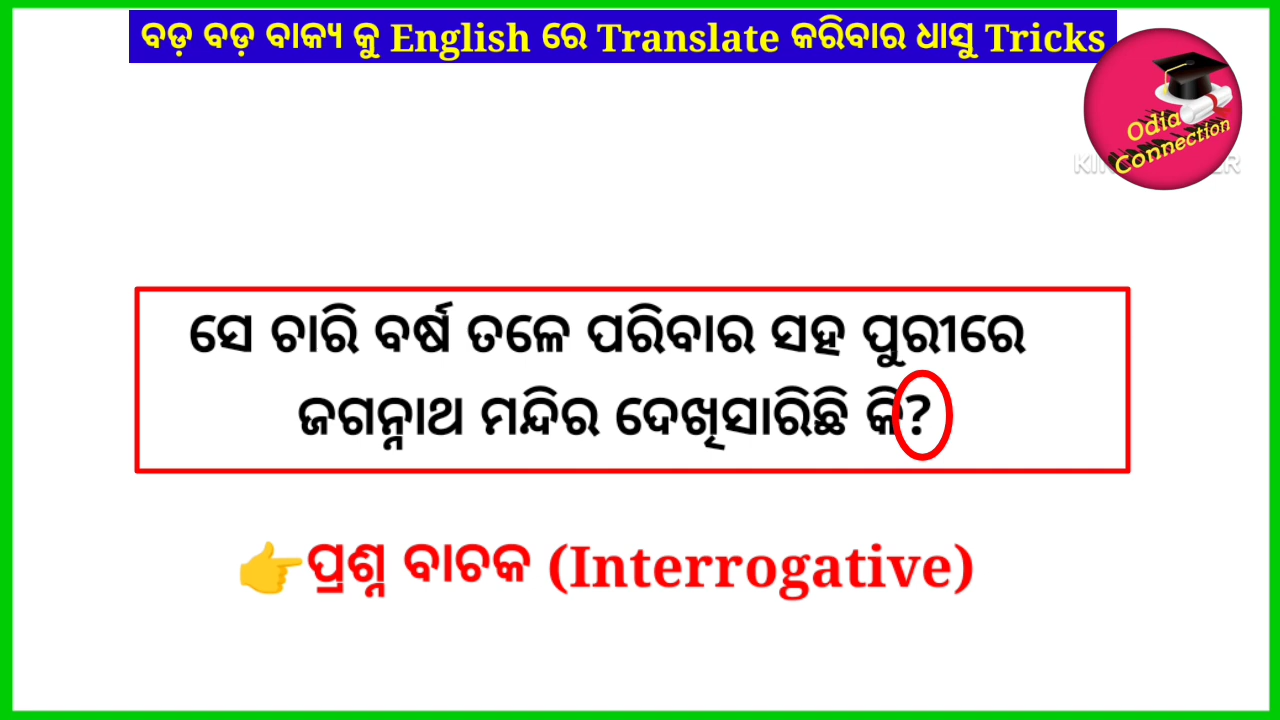 ବଡ଼ ବଡ଼ ବାକ୍ୟ କୁ English ରେ Translate କରିବାର ଧାସୁ Tricks
Odia
Connection
ସେ ଚାରି ବର୍ଷ ତଳେ ପରିବାର ସହ ପୁରୀରେ
ଜଗନ୍ନାଥ ମନ୍ଦିର ଦେଖିସାରିଛି କି?
👉ପ୍ରଶ୍ନ ବାଚକ (Interrogative)